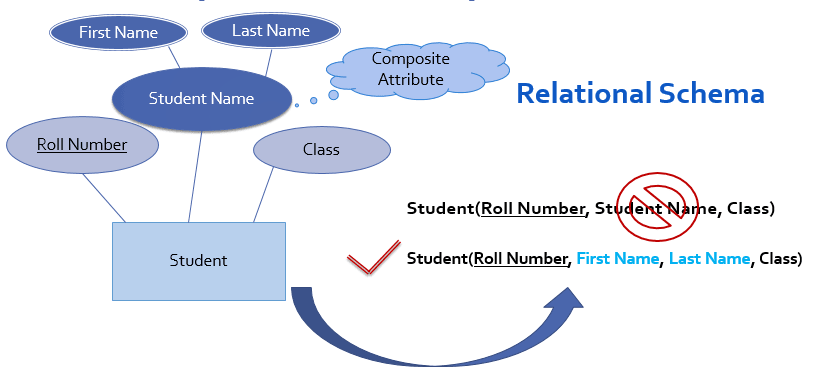 First Name
Last Name
Student Name
Composite
Attribute
Relational Schema
Roll Number
Class
Student(Roll Number, Student Name, Class)
Student
Student(Roll Number, First Name, Last Name, Class)